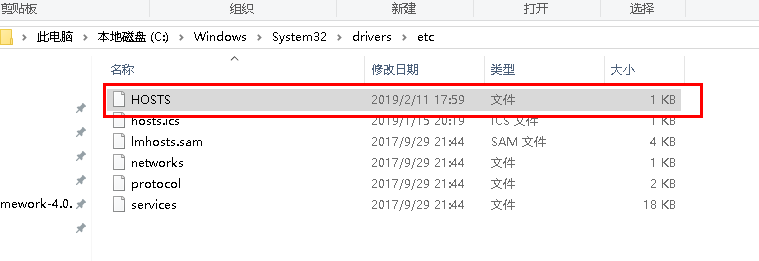 剪贴板 组织 新建 打开 选择
此电脑 › 本地磁盘 (C:) › Windows › System32 › drivers › etc
名称 修改日期 类型 大小
HOSTS 2019/2/11 17:59 文件 1 KB
hosts.ics 2019/1/15 20:19 ICS 文件 1 KB
lmhosts.sam 2017/9/29 21:44 SAM 文件 4 KB
networks 2017/9/29 21:44 文件 1 KB
protocol 2017/9/29 21:44 文件 2 KB
mework-4.0. services 2017/9/29 21:44 文件 18 KB